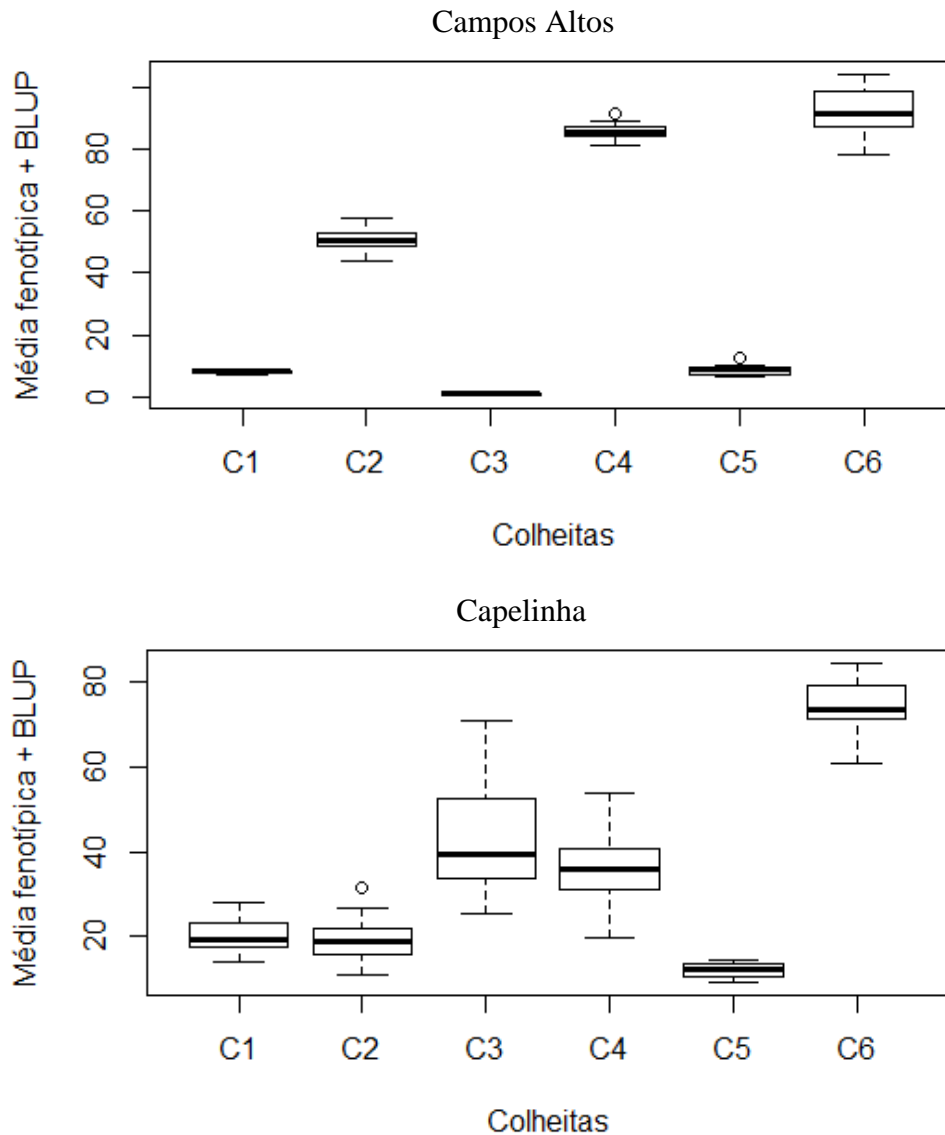 Campos Altos
Média fenotípica + BLUP
80
60
40
20
0
C1 C2 C3 C4 C5 C6
Colheitas
Capelinha
Média fenotípica + BLUP
80
60
40
20
C1 C2 C3 C4 C5 C6
Colheitas